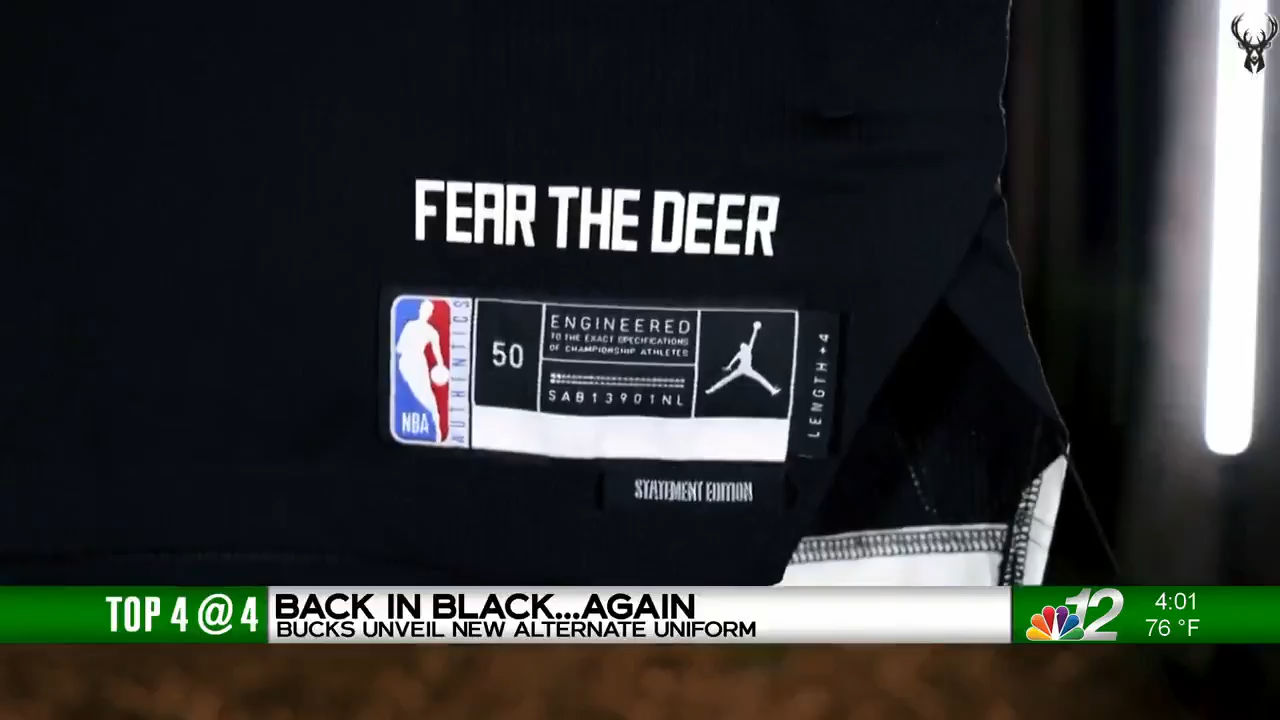 FEAR THE DEER
NBA
AUTHENTICS
50
ENGINEERED
TO THE EXACT SPECIFICATIONS
OF CHAMPIONSHIP ATHLETES
SAB13901NL
LENGTH+4
STATEMENT EDITION
TOP 4 @ 4
BACK IN BLACK...AGAIN
BUCKS UNVEIL NEW ALTERNATE UNIFORM
12
4:01
76 °F